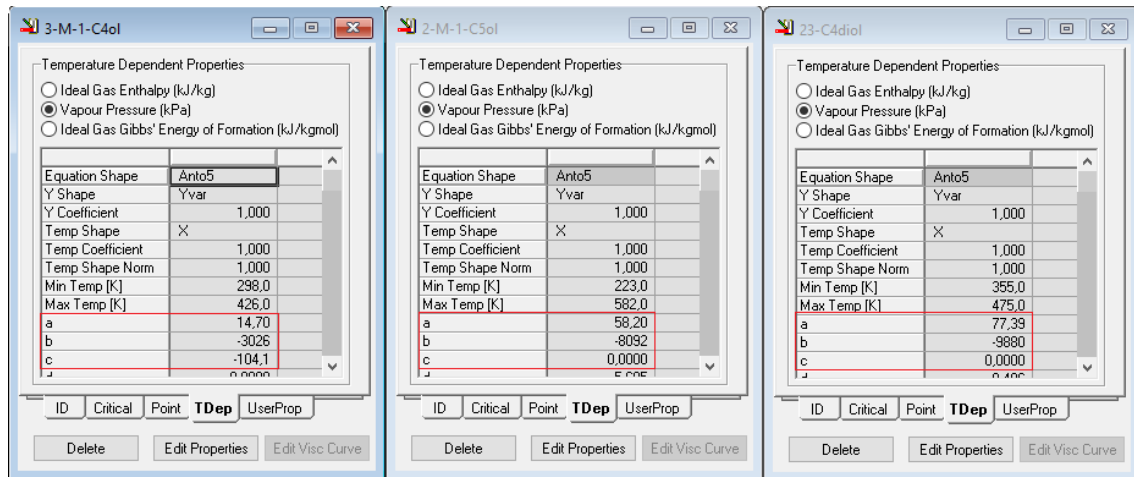 3-M-1-C4ol
Temperature Dependent Properties
Ideal Gas Enthalpy (kJ/kg)
Vapour Pressure (kPa)
Ideal Gas Gibbs' Energy of Formation (kJ/kgmol)
Equation Shape Anto5
Y Shape Yvar
Y Coefficient 1,000
Temp Shape X
Temp Coefficient 1,000
Temp Shape Norm 1,000
Min Temp [K] 298,0
Max Temp [K] 426,0
a 14,70
b -3026
c -104,1
d 0,0000
ID Critical Point TDep UserProp
Delete Edit Properties Edit Visc Curve
2-M-1-C5ol
Temperature Dependent Properties
Ideal Gas Enthalpy (kJ/kg)
Vapour Pressure (kPa)
Ideal Gas Gibbs' Energy of Formation (kJ/kgmol)
Equation Shape Anto5
Y Shape Yvar
Y Coefficient 1,000
Temp Shape X
Temp Coefficient 1,000
Temp Shape Norm 1,000
Min Temp [K] 223,0
Max Temp [K] 582,0
a 58,20
b -8092
c 0,0000
ID Critical Point TDep UserProp
Delete Edit Properties Edit Visc Curve
23-C4diol
Temperature Dependent Properties
Ideal Gas Enthalpy (kJ/kg)
Vapour Pressure (kPa)
Ideal Gas Gibbs' Energy of Formation (kJ/kgmol)
Equation Shape Anto5
Y Shape Yvar
Y Coefficient 1,000
Temp Shape X
Temp Coefficient 1,000
Temp Shape Norm 1,000
Min Temp [K] 355,0
Max Temp [K] 475,0
a 77,39
b -9880
c 0,0000
ID Critical Point TDep UserProp
Delete Edit Properties Edit Visc Curve